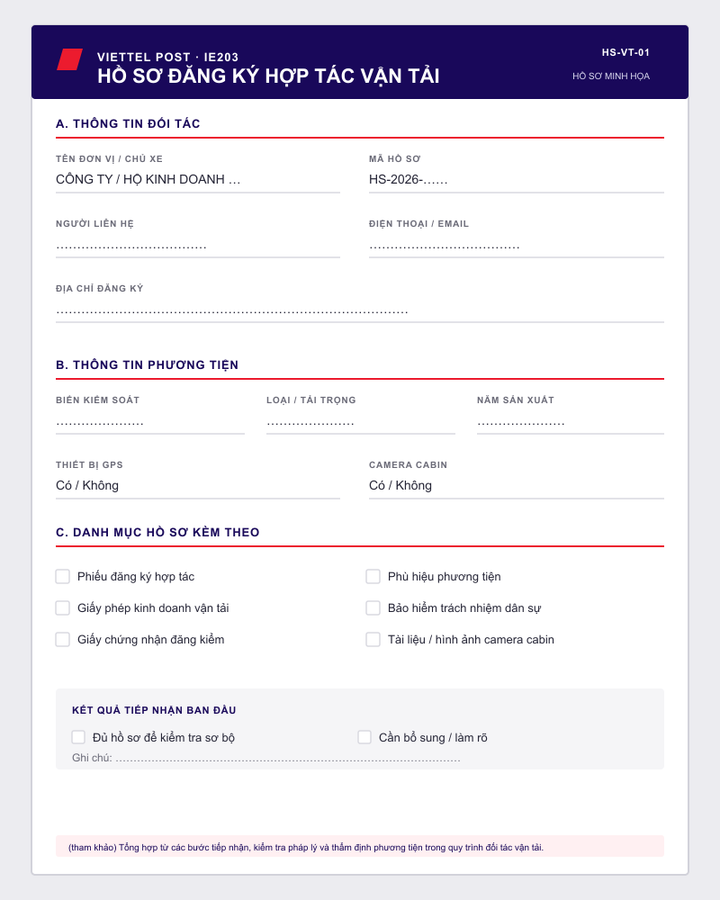 VIETTEL POST · IE203
HỒ SƠ ĐĂNG KÝ HỢP TÁC VẬN TẢI
HS-VT-01
HỒ SƠ MINH HỌA
A. THÔNG TIN ĐỐI TÁC
TÊN ĐƠN VỊ / CHỦ XE
MÃ HỒ SƠ
CÔNG TY / HỘ KINH DOANH …
HS-2026-……
NGƯỜI LIÊN HỆ
ĐIỆN THOẠI / EMAIL
………………………………
………………………………
ĐỊA CHỈ ĐĂNG KÝ
…………………………………………………………………………
B. THÔNG TIN PHƯƠNG TIỆN
BIỂN KIỂM SOÁT
LOẠI / TẢI TRỌNG
NĂM SẢN XUẤT
…………………
…………………
…………………
THIẾT BỊ GPS
CAMERA CABIN
Có / Không
Có / Không
C. DANH MỤC HỒ SƠ KÈM THEO
Phiếu đăng ký hợp tác
Phù hiệu phương tiện
Giấy phép kinh doanh vận tải
Bảo hiểm trách nhiệm dân sự
Giấy chứng nhận đăng kiểm
Tài liệu / hình ảnh camera cabin
KẾT QUẢ TIẾP NHẬN BAN ĐẦU
Đủ hồ sơ để kiểm tra sơ bộ
Cần bổ sung / làm rõ
Ghi chú: ……………………………………………………………………………………
(tham khảo) Tổng hợp từ các bước tiếp nhận, kiểm tra pháp lý và thẩm định phương tiện trong quy trình đối tác vận tải.